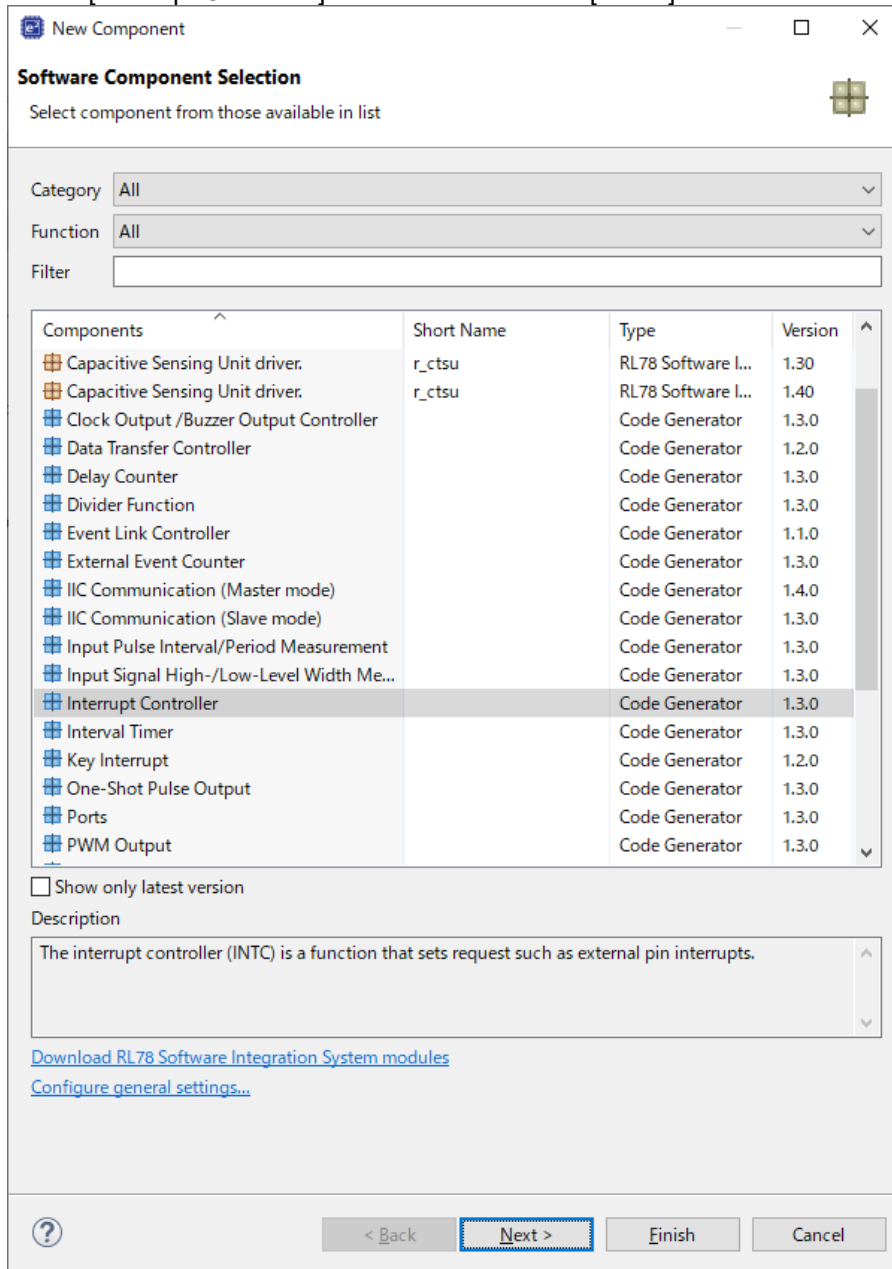 New Component
Software Component Selection
Select component from those available in list
Category All
Function All
Filter
Components Short Name Type Version
Capacitive Sensing Unit driver. r_ctsu RL78 Software I... 1.30
Capacitive Sensing Unit driver. r_ctsu RL78 Software I... 1.40
Clock Output /Buzzer Output Controller Code Generator 1.3.0
Data Transfer Controller Code Generator 1.2.0
Delay Counter Code Generator 1.3.0
Divider Function Code Generator 1.3.0
Event Link Controller Code Generator 1.1.0
External Event Counter Code Generator 1.3.0
IIC Communication (Master mode) Code Generator 1.4.0
IIC Communication (Slave mode) Code Generator 1.3.0
Input Pulse Interval/Period Measurement Code Generator 1.3.0
Input Signal High-/Low-Level Width Me... Code Generator 1.3.0
Interrupt Controller Code Generator 1.3.0
Interval Timer Code Generator 1.3.0
Key Interrupt Code Generator 1.2.0
One-Shot Pulse Output Code Generator 1.3.0
Ports Code Generator 1.3.0
PWM Output Code Generator 1.3.0
Show only latest version
Description
The interrupt controller (INTC) is a function that sets request such as external pin interrupts.
Download RL78 Software Integration System modules
Configure general settings...
? < Back Next > Finish Cancel